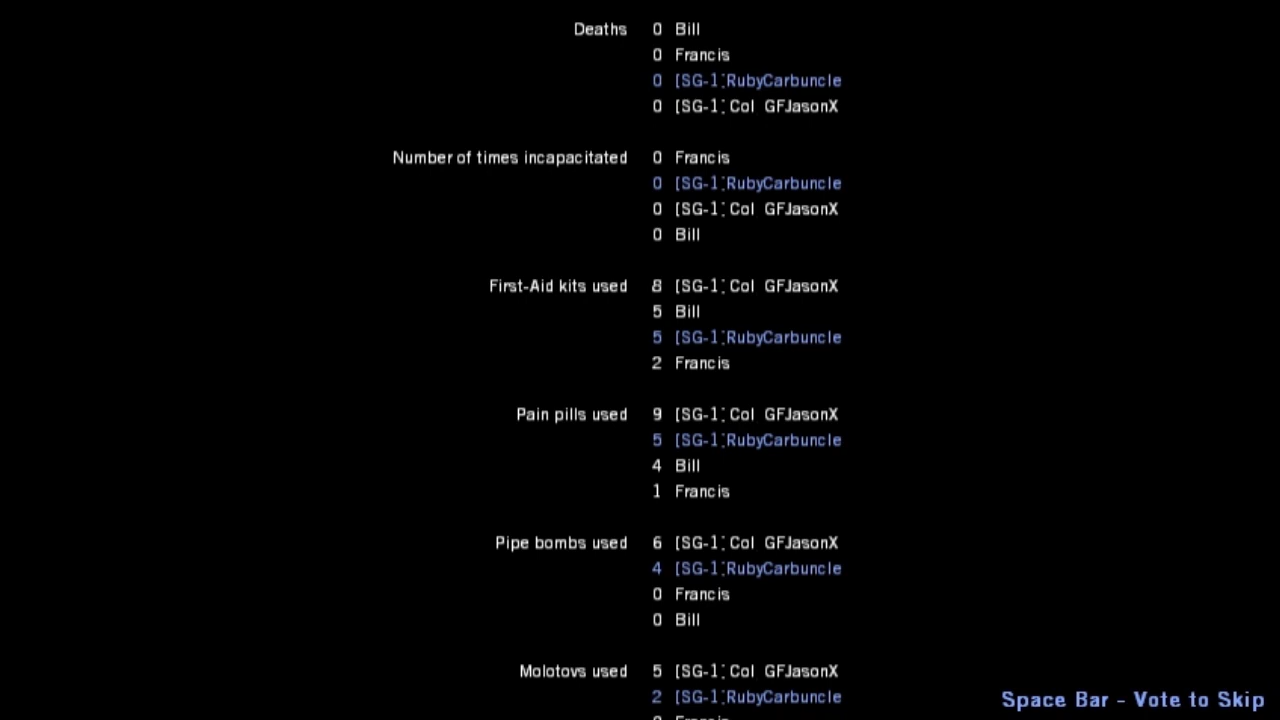 Deaths 0 Bill
0 Francis
0 [SG-1]RubyCarbuncle
0 [SG-1] Col GFJasonX
Number of times incapacitated 0 Francis
0 [SG-1]RubyCarbuncle
0 [SG-1] Col GFJasonX
0 Bill
First-Aid kits used 8 [SG-1] Col GFJasonX
5 Bill
5 [SG-1]RubyCarbuncle
2 Francis
Pain pills used 9 [SG-1] Col GFJasonX
5 [SG-1]RubyCarbuncle
4 Bill
1 Francis
Pipe bombs used 6 [SG-1] Col GFJasonX
4 [SG-1]RubyCarbuncle
0 Francis
0 Bill
Molotovs used 5 [SG-1] Col GFJasonX
2 [SG-1]RubyCarbuncle
Francis
Space Bar - Vote to Skip